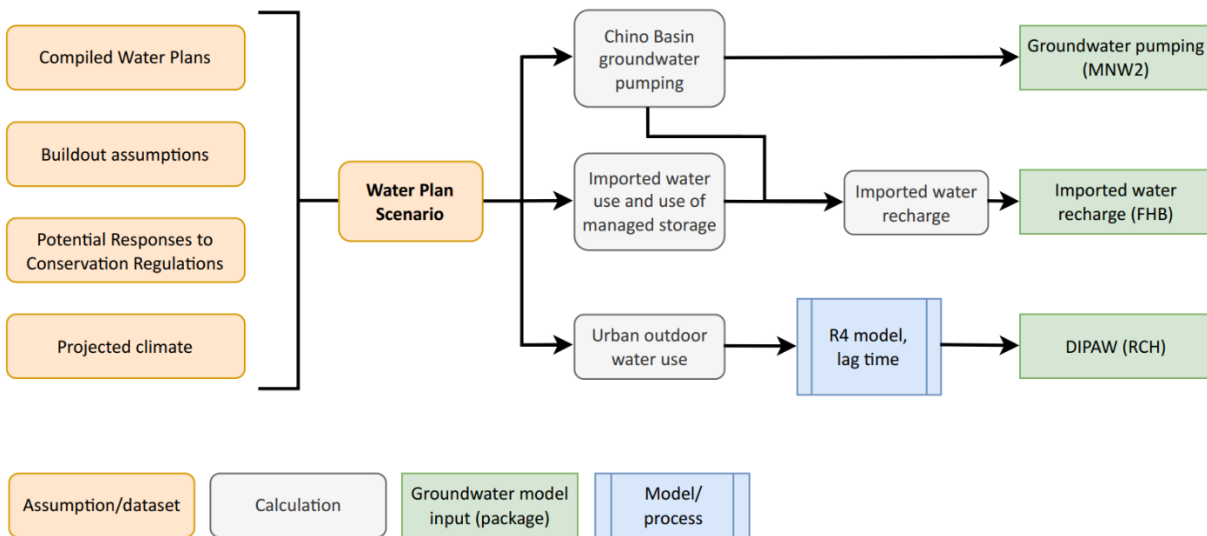 Compiled Water Plans
Buildout assumptions
Potential Responses to
Conservation Regulations
Projected climate
Water Plan
Scenario
Chino Basin
groundwater
pumping
Imported water
use and use of
managed storage
Urban outdoor
water use
Imported water
recharge
R4 model,
lag time
Groundwater pumping
(MNW2)
Imported water
recharge (FHB)
DIPAW (RCH)
Assumption/dataset
Calculation
Groundwater model
input (package)
Model/
process